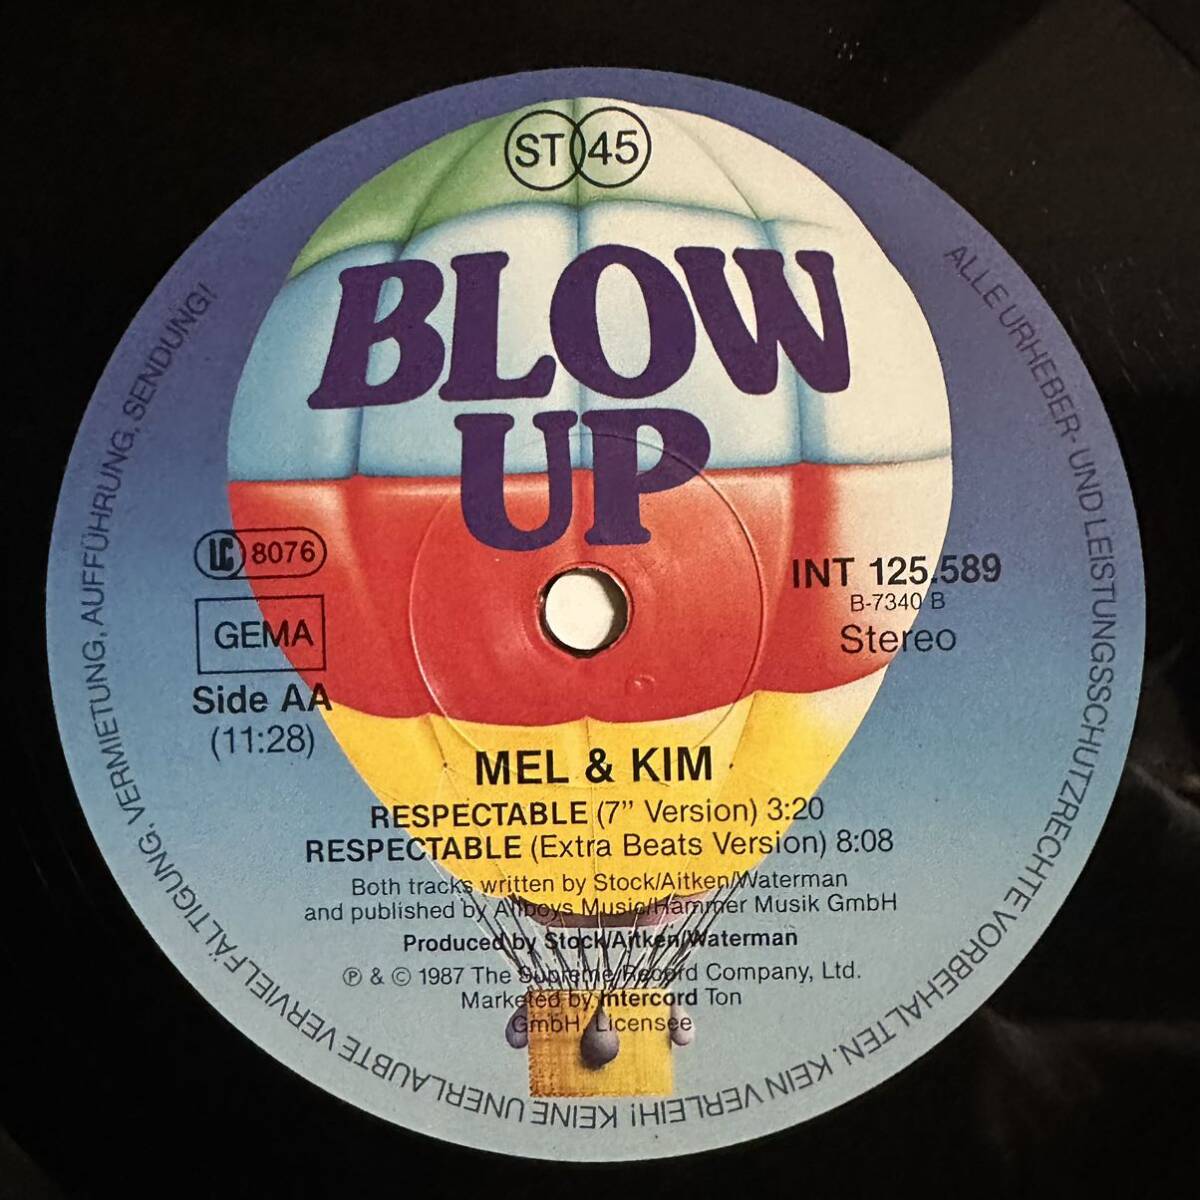 ST 45
BLOW
UP
LC 8076
GEMA
Side AA
(11:28)
INT 125.589
B-7340 B
Stereo
MEL & KIM
RESPECTABLE (7" Version) 3:20
RESPECTABLE (Extra Beats Version) 8:08
Both tracks written by Stock/Aitken/Waterman
and published by Allboys Music/Hammer Musik GmbH
Produced by Stock/Aitken/Waterman
℗ & © 1987 The Supreme Record Company, Ltd.
Marketed by Intercord Ton
GmbH, Licensee
ALLE URHEBER- UND LEISTUNGSSCHUTZRECHTE VORBEHALTEN. KEIN VERLEIH! KEINE UNERLAUBTE VERVIELFÄLTIGUNG, VERMIETUNG, AUFFÜHRUNG, SENDUNG!